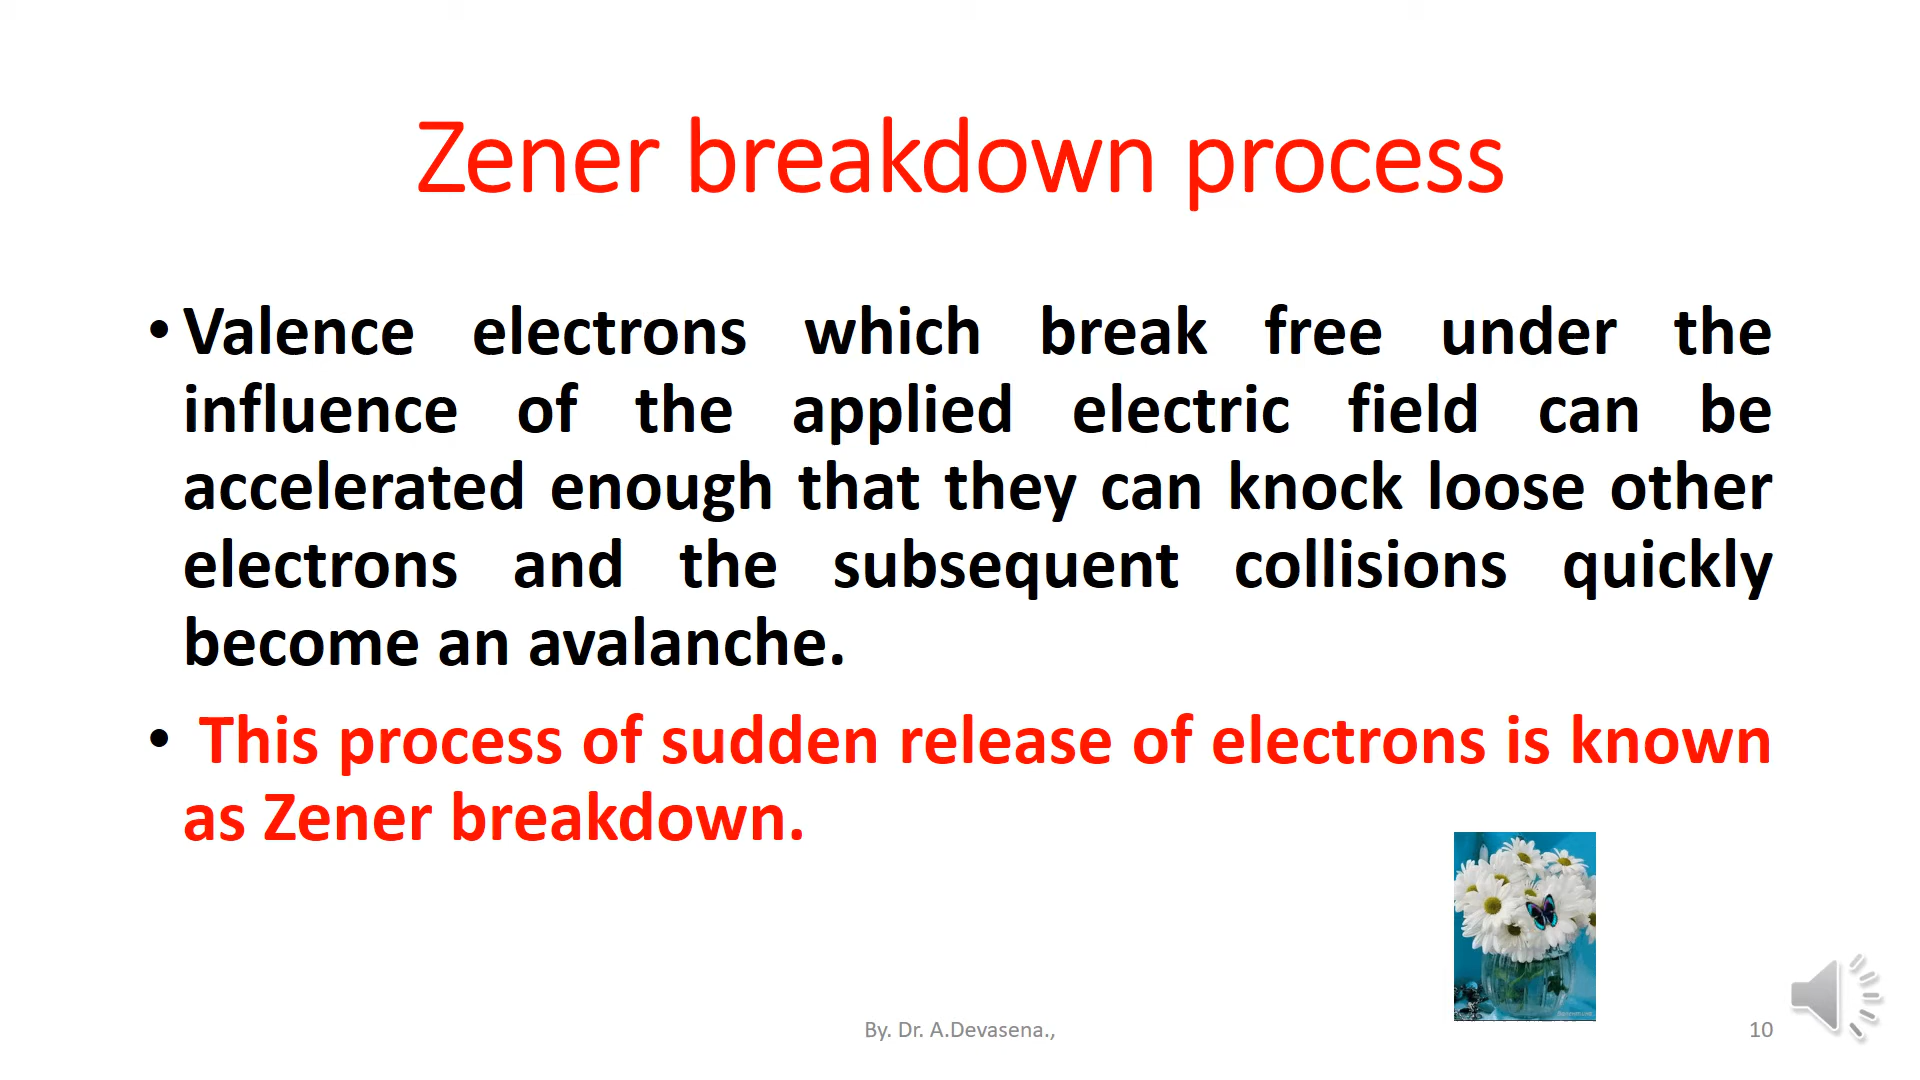 Zener breakdown process
• Valence electrons which break free under the
influence of the applied electric field can be
accelerated enough that they can knock loose other
electrons and the subsequent collisions quickly
become an avalanche.
• This process of sudden release of electrons is known
as Zener breakdown.
By. Dr. A.Devasena.,
10